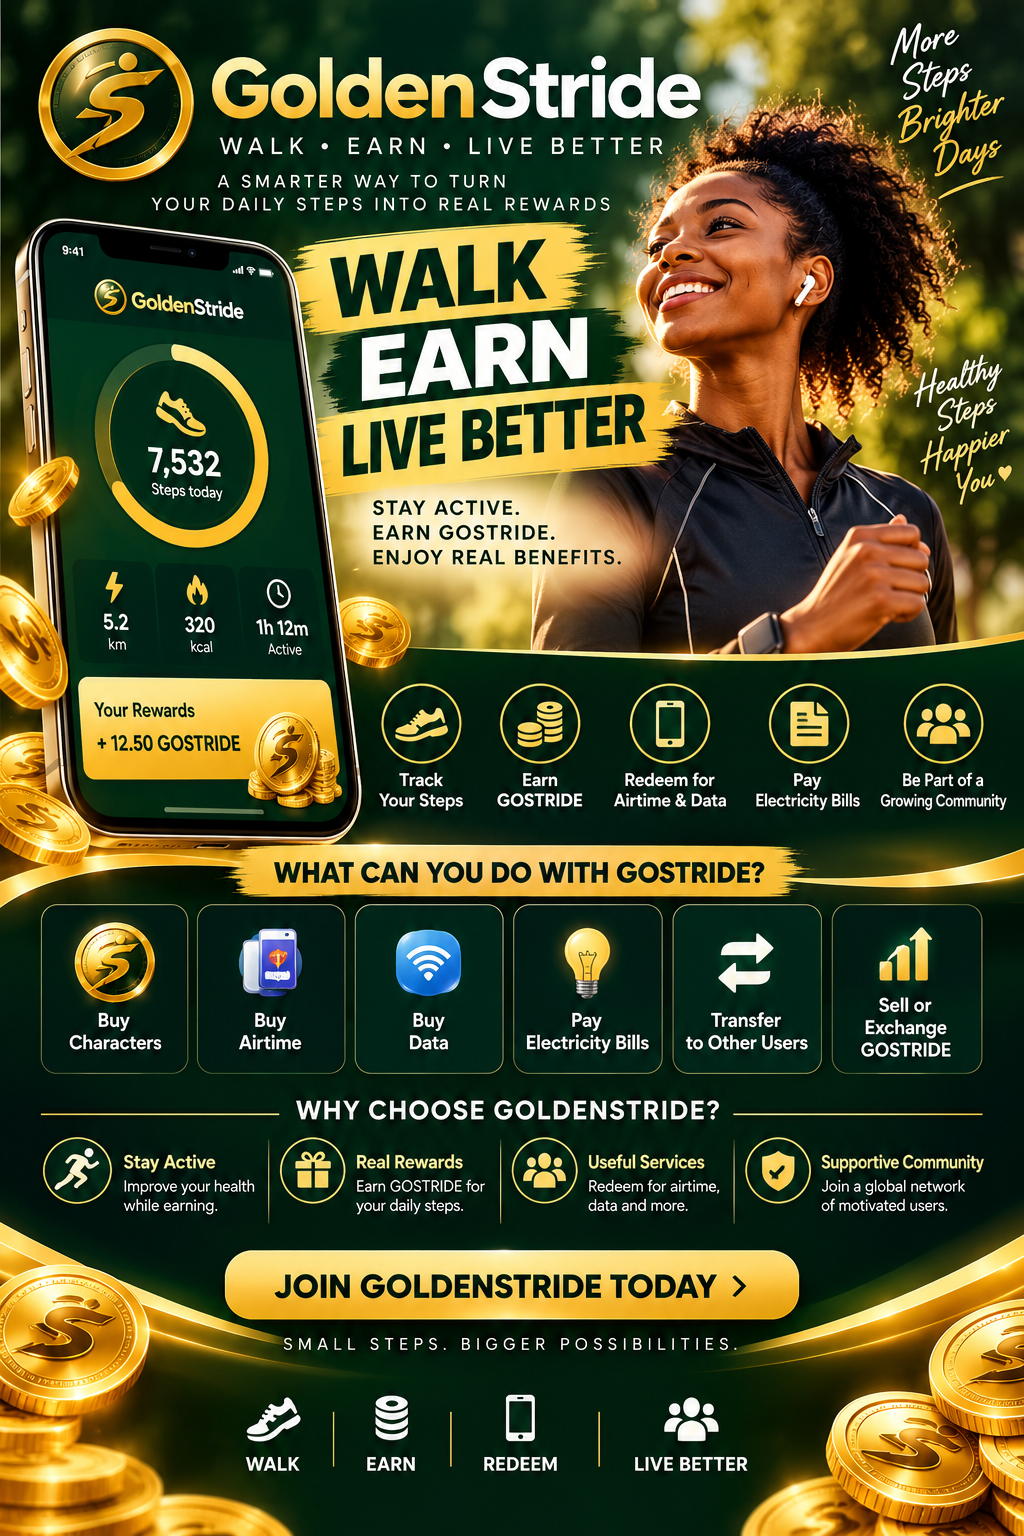 GoldenStride
WALK • EARN • LIVE BETTER
A SMARTER WAY TO TURN
YOUR DAILY STEPS INTO REAL REWARDS
More
Steps
Brighter
Days
9:41
GoldenStride
7,532
Steps today
5.2
km
320
kcal
1h 12m
Active
Your Rewards
+ 12.50 GOSTRIDE
WALK
EARN
LIVE BETTER
STAY ACTIVE.
EARN GOSTRIDE.
ENJOY REAL BENEFITS.
Healthy
Steps
Happier
You ♥
Track
Your Steps
Earn
GOSTRIDE
Redeem for
Airtime & Data
Pay
Electricity Bills
Be Part of a
Growing Community
WHAT CAN YOU DO WITH GOSTRIDE?
Buy
Characters
Buy
Airtime
Buy
Data
Pay
Electricity Bills
Transfer
to Other Users
Sell or
Exchange
GOSTRIDE
WHY CHOOSE GOLDENSTRIDE?
Stay Active
Improve your health
while earning.
Real Rewards
Earn GOSTRIDE for
your daily steps.
Useful Services
Redeem for airtime,
data and more.
Supportive Community
Join a global network
of motivated users.
JOIN GOLDENSTRIDE TODAY >
SMALL STEPS. BIGGER POSSIBILITIES.
WALK
EARN
REDEEM
LIVE BETTER